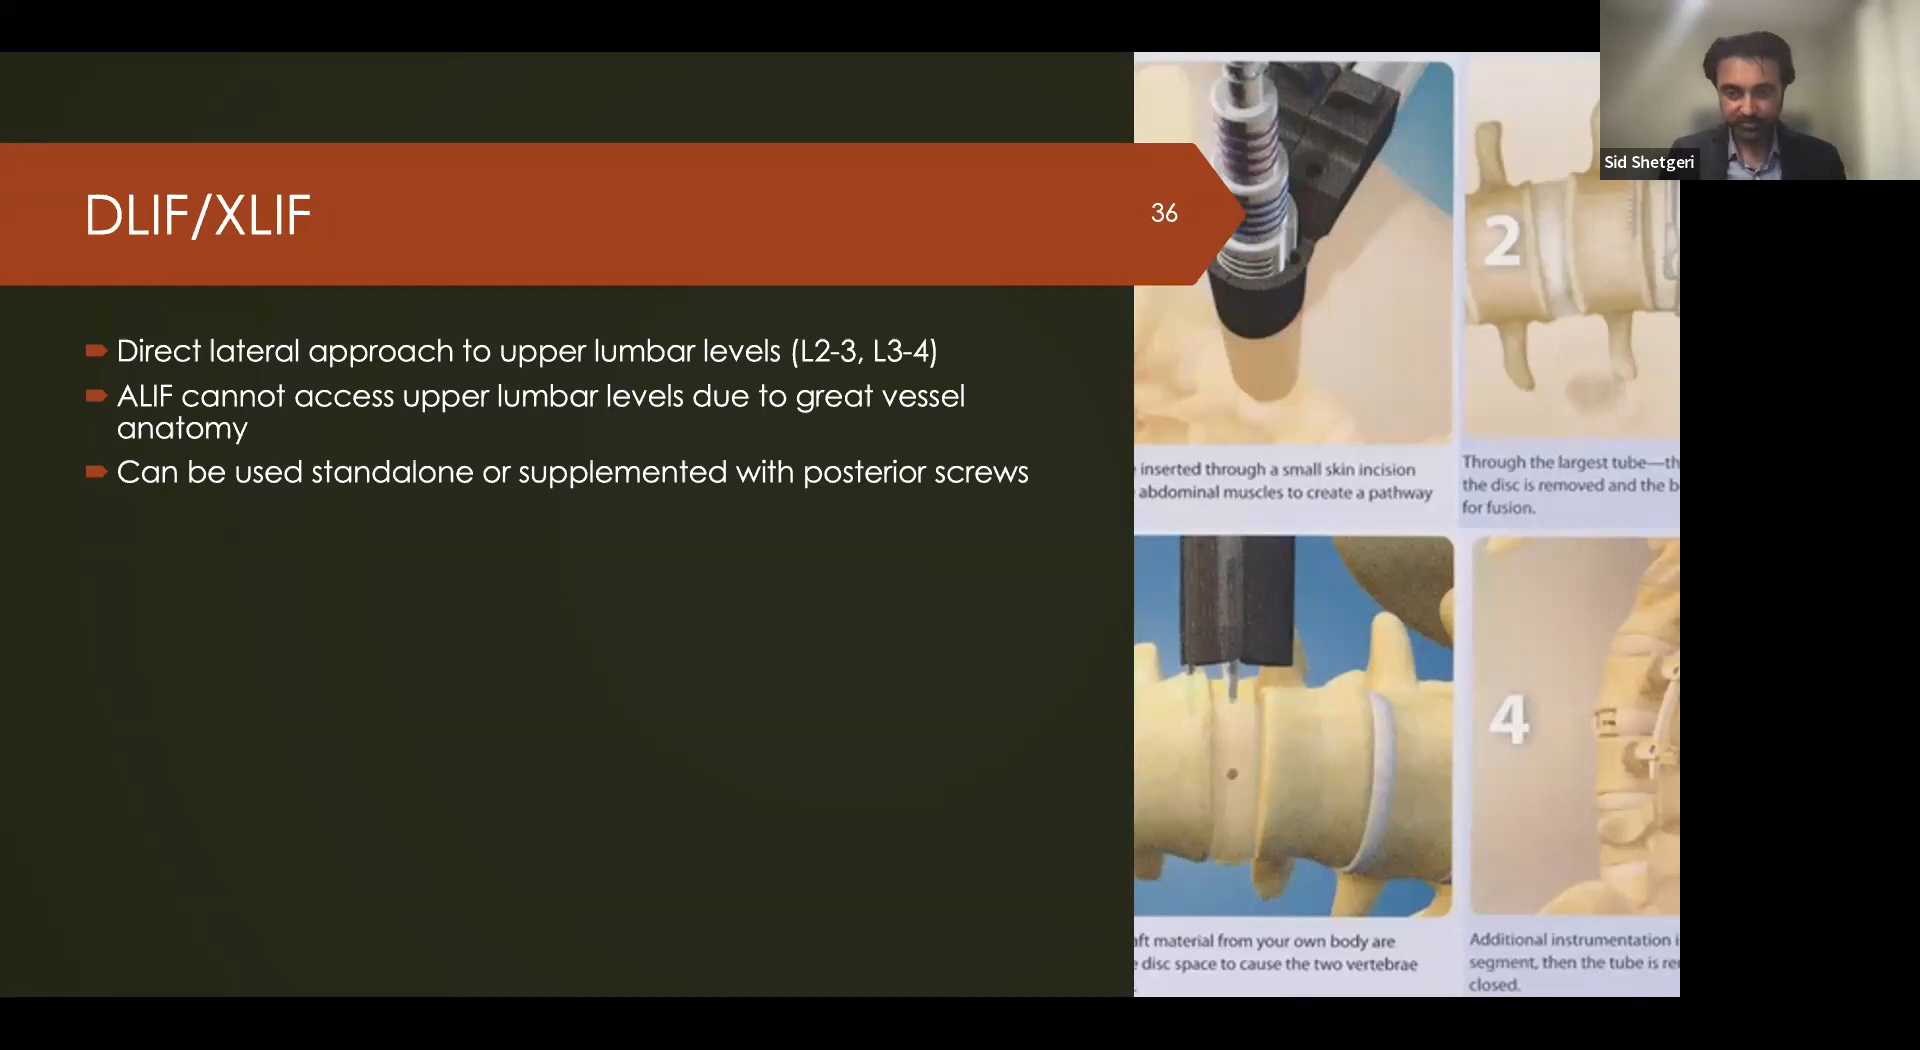 DLIF/XLIF
36
Direct lateral approach to upper lumbar levels (L2-3, L3-4)
ALIF cannot access upper lumbar levels due to great vessel
anatomy
Can be used standalone or supplemented with posterior screws
2
inserted through a small skin incision
abdominal muscles to create a pathway
Through the largest tube—th
the disc is removed and the b
for fusion.
4
ft material from your own body are
disc space to cause the two vertebrae
Additional instrumentation i
segment, then the tube is re
closed.
Sid Shetgeri